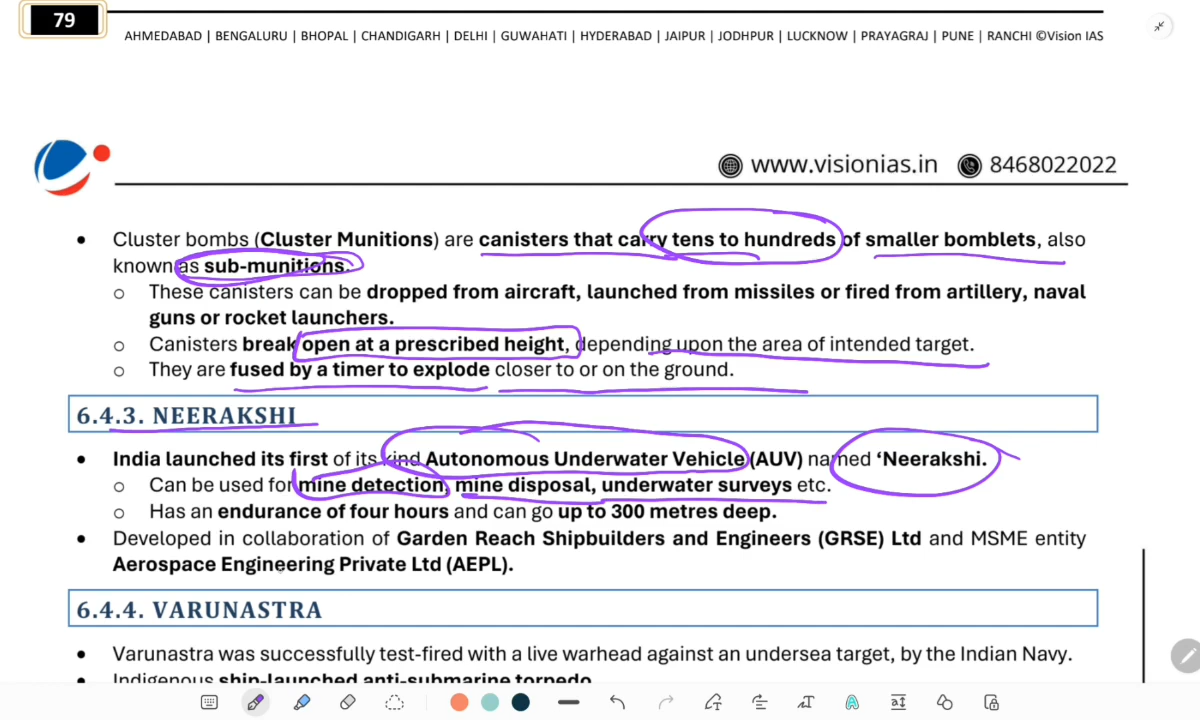 79
AHMEDABAD | BENGALURU | BHOPAL | CHANDIGARH | DELHI | GUWAHATI | HYDERABAD | JAIPUR | JODHPUR | LUCKNOW | PRAYAGRAJ | PUNE | RANCHI ©Vision IAS
www.visionias.in 8468022022
• Cluster bombs (Cluster Munitions) are canisters that carry tens to hundreds of smaller bomblets, also
known as sub-munitions.
o These canisters can be dropped from aircraft, launched from missiles or fired from artillery, naval
guns or rocket launchers.
o Canisters break open at a prescribed height, depending upon the area of intended target.
o They are fused by a timer to explode closer to or on the ground.
6.4.3. NEERAKSHI
• India launched its first of its kind Autonomous Underwater Vehicle (AUV) named ‘Neerakshi.
o Can be used for mine detection, mine disposal, underwater surveys etc.
o Has an endurance of four hours and can go up to 300 metres deep.
• Developed in collaboration of Garden Reach Shipbuilders and Engineers (GRSE) Ltd and MSME entity
Aerospace Engineering Private Ltd (AEPL).
6.4.4. VARUNASTRA
• Varunastra was successfully test-fired with a live warhead against an undersea target, by the Indian Navy.
• Indigenous ship-launched anti-submarine torpedo.